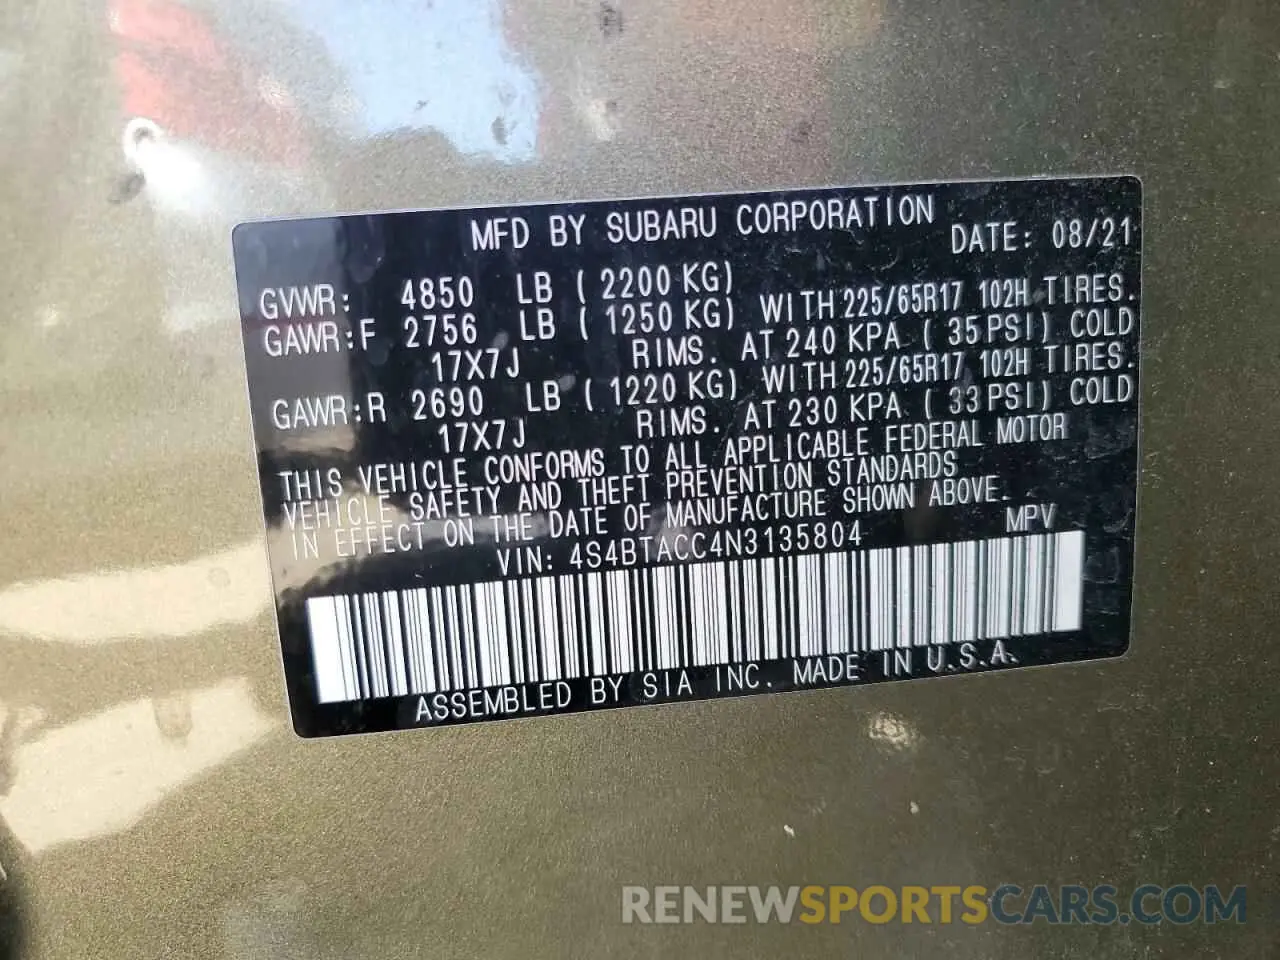 MFD BY SUBARU CORPORATION
DATE: 08/21
GVWR: 4850 LB ( 2200 KG)
GAWR:F 2756 LB ( 1250 KG) WITH 225/65R17 102H TIRES.
17X7J RIMS. AT 240 KPA ( 35 PSI) COLD
GAWR:R 2690 LB ( 1220 KG) WITH 225/65R17 102H TIRES.
17X7J RIMS. AT 230 KPA ( 33 PSI) COLD
THIS VEHICLE CONFORMS TO ALL APPLICABLE FEDERAL MOTOR
VEHICLE SAFETY AND THEFT PREVENTION STANDARDS
IN EFFECT ON THE DATE OF MANUFACTURE SHOWN ABOVE.
VIN: 4S4BTACC4N3135804 MPV
ASSEMBLED BY SIA INC. MADE IN U.S.A.
RENEWSPORTSCARS.COM